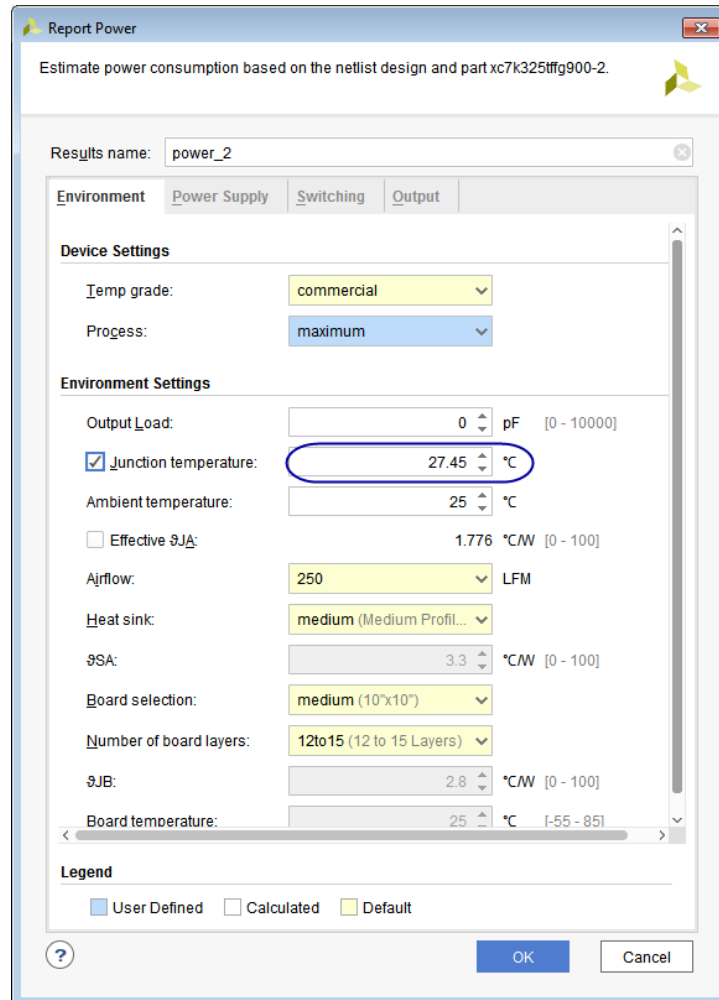 Report Power
Estimate power consumption based on the netlist design and part xc7k325tffg900-2.
Results name: power_2
Environment Power Supply Switching Output
Device Settings
Temp grade: commercial
Process: maximum
Environment Settings
Output Load: 0 pF [0 - 10000]
Junction temperature: 27.45 °C
Ambient temperature: 25 °C
Effective ϑJA: 1.776 °C/W [0 - 100]
Airflow: 250 LFM
Heat sink: medium (Medium Profil...
ϑSA: 3.3 °C/W [0 - 100]
Board selection: medium (10"x10")
Number of board layers: 12to15 (12 to 15 Layers)
ϑJB: 2.8 °C/W [0 - 100]
Board temperature: 25 °C [-55 - 85]
Legend
User Defined Calculated Default
? OK Cancel